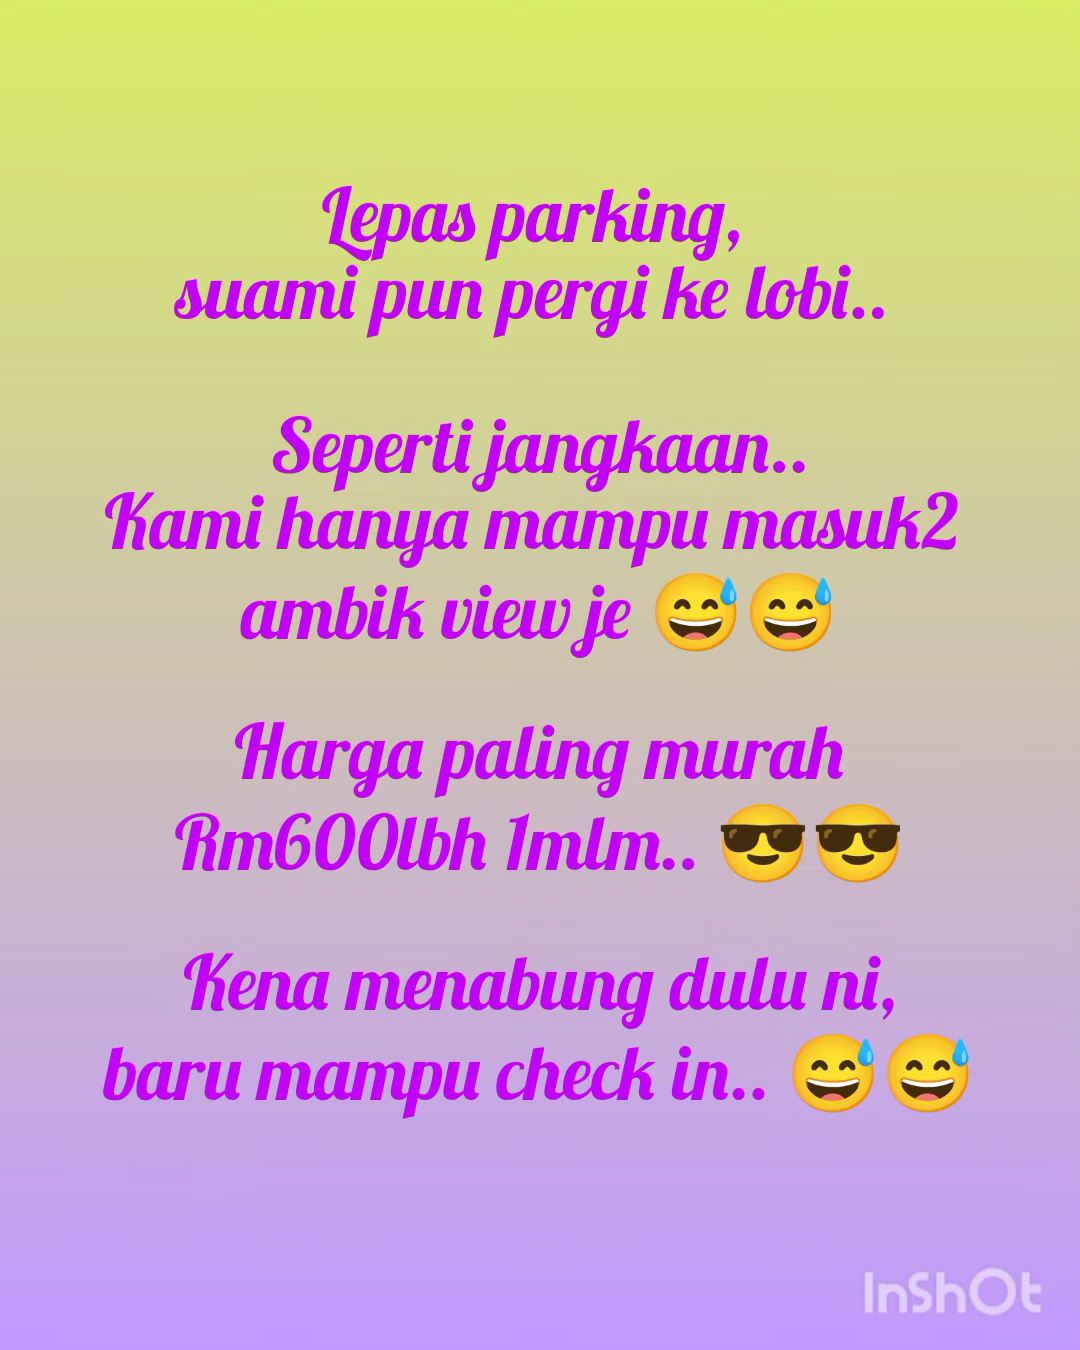 Lepas parking,
suami pun pergi ke lobi..
Seperti jangkaan..
Kami hanya mampu masuk2
ambik view je 😅😅
Harga paling murah
Rm600lbh 1mlm.. 😎😎
Kena menabung dulu ni,
baru mampu check in.. 😅😅
InShOt